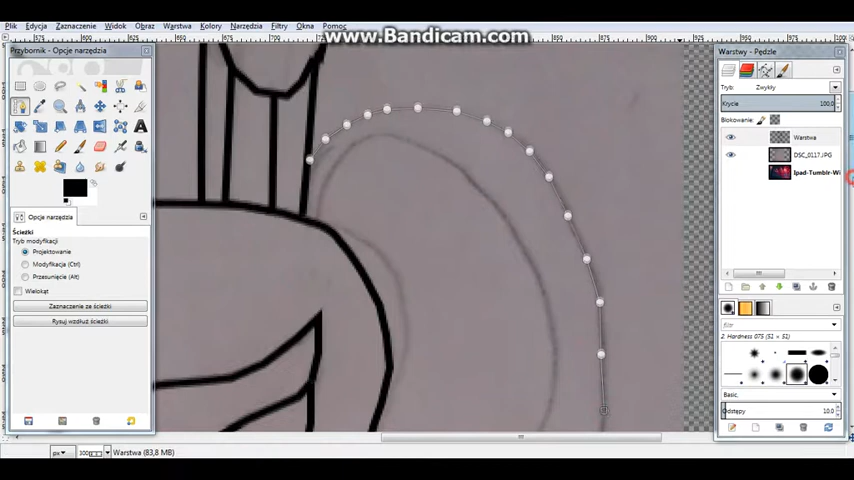 Plik Edycja Zaznaczenie Widok Obraz Warstwa Kolory Narzędzia Filtry Okna Pomoc
www.Bandicam.com
Przybornik - Opcje narzędzia
Opcje narzędzia
Ścieżki
Tryb modyfikacji
Projektowanie
Modyfikacja (Ctrl)
Przesunięcie (Alt)
Wielokąt
Zaznaczenie ze ścieżki
Rysuj wzdłuż ścieżki
Warstwy - Pędzle
Tryb: Zwykły
Krycie 100,0
Blokowanie:
Warstwa
DSC_0117.JPG
Ipad-Tumblr-Wi
filtr
2. Hardness 075 (51 × 51)
Basic,
Odstępy 10.0
px
Warstwa (83,8 MB)